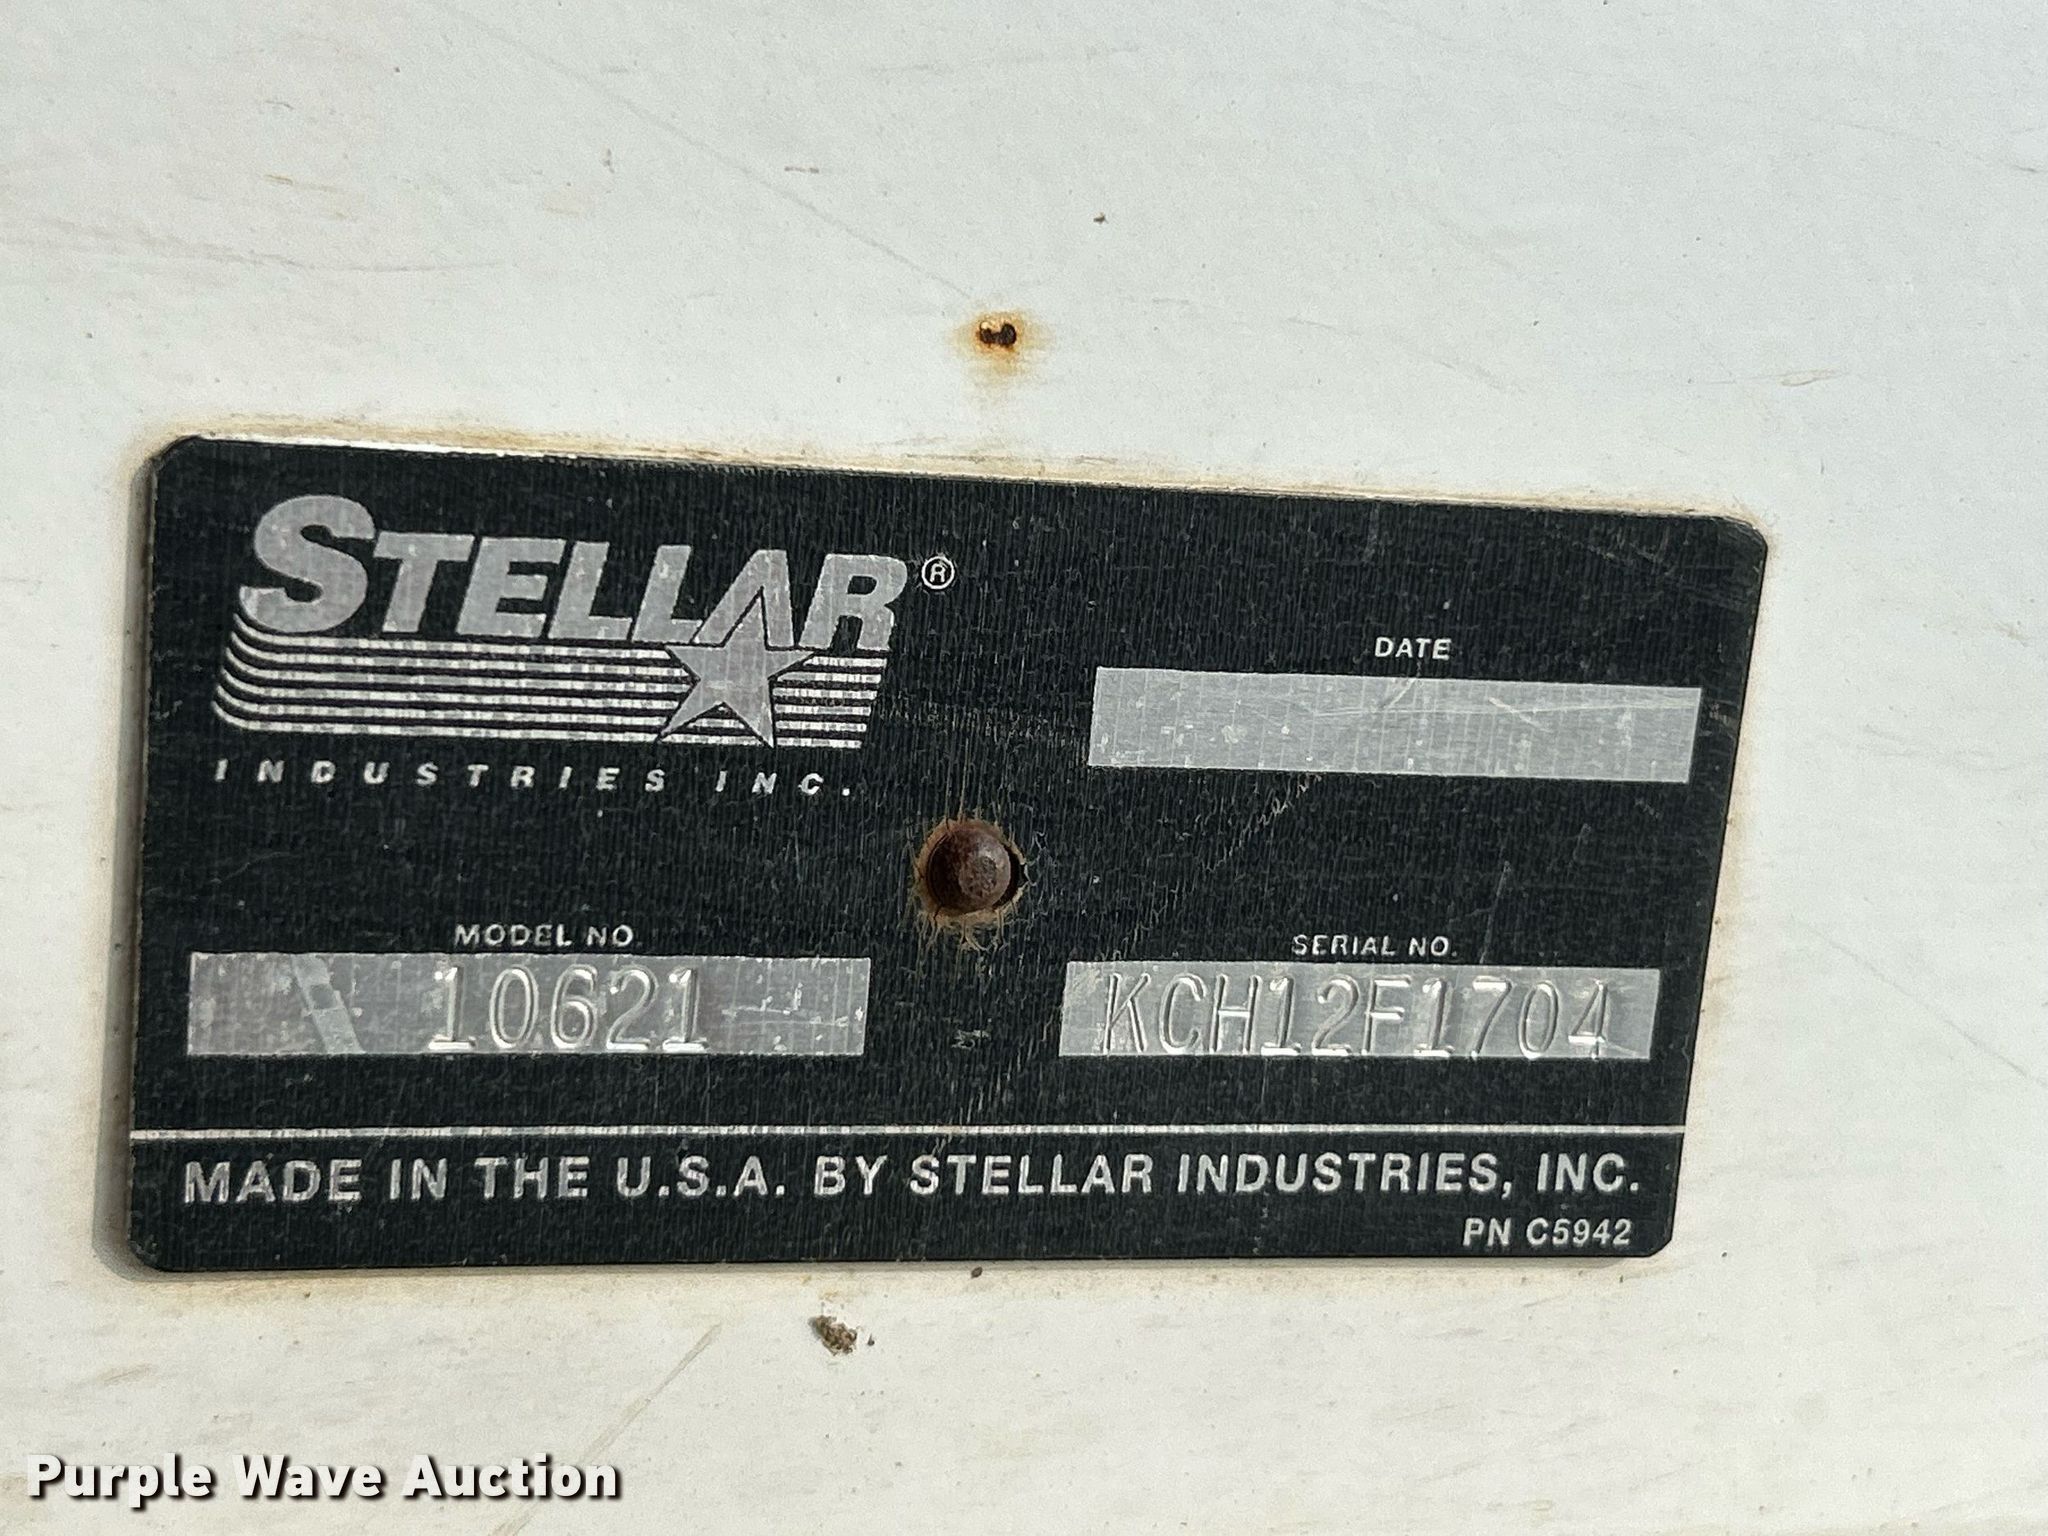 STELLAR®
INDUSTRIES INC.
DATE
MODEL NO
10621
SERIAL NO.
KCH12F1704
MADE IN THE U.S.A. BY STELLAR INDUSTRIES, INC.
PN C5942
Purple Wave Auction